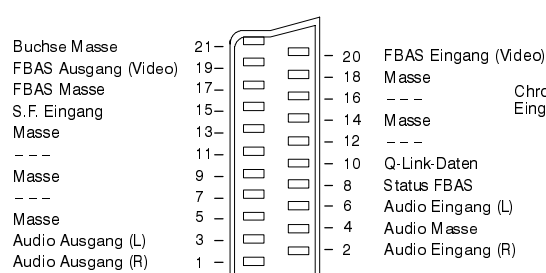 Buchse Masse 21
FBAS Ausgang (Video) 19
FBAS Masse 17
S.F. Eingang 15
Masse 13
--- 11
Masse 9
--- 7
Masse 5
Audio Ausgang (L) 3
Audio Ausgang (R) 1
20 FBAS Eingang (Video)
18 Masse
16 ---
14 Masse
12 ---
10 Q-Link-Daten
8 Status FBAS
6 Audio Eingang (L)
4 Audio Masse
2 Audio Eingang (R)
Chro
Eing